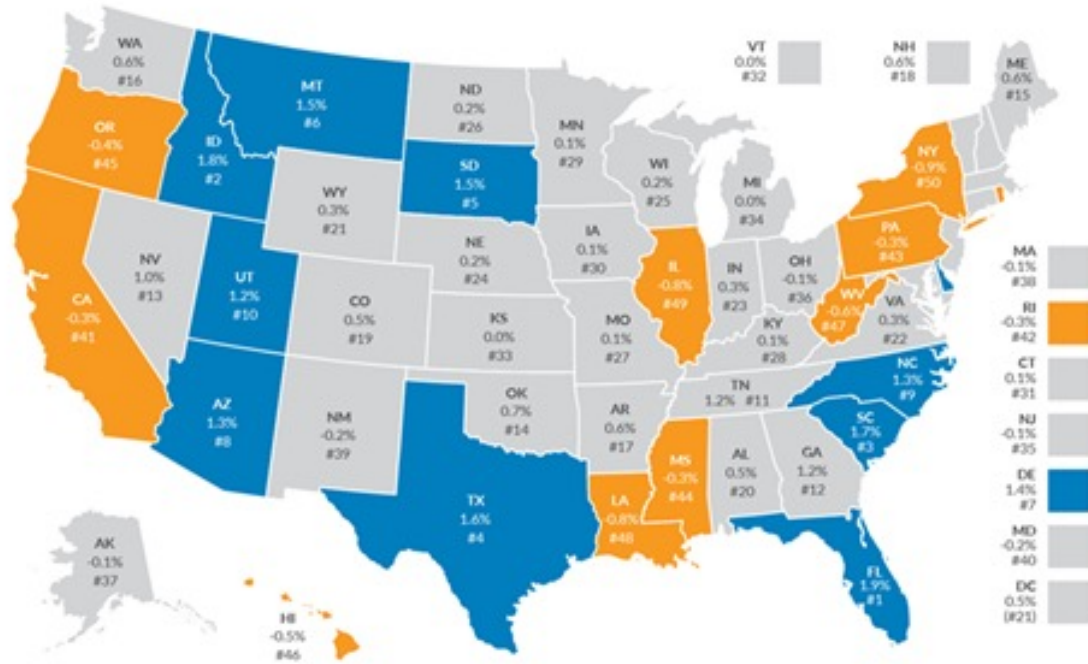 WA
0.6%
#16
MT
1.5%
#6
ND
0.2%
#26
MN
0.1%
#29
VT
0.0%
#32
NH
0.6%
#18
ME
0.6%
#15
OR
-0.4%
#45
ID
1.8%
#2
SD
1.5%
#5
WI
0.2%
#25
MI
0.0%
#34
NY
-0.9%
#50
WY
0.3%
#21
NE
0.2%
#24
IA
0.1%
#30
PA
-0.3%
#43
NV
1.0%
#13
UT
1.2%
#10
CO
0.5%
#19
KS
0.0%
#33
MO
0.1%
#27
IL
-0.8%
#49
IN
0.3%
#23
OH
-0.1%
#36
WV
-0.6%
#47
VA
0.3%
#22
KY
0.1%
#28
CA
-0.3%
#41
AZ
1.3%
#8
NM
-0.2%
#39
OK
0.7%
#14
AR
0.6%
#17
TN
1.2% #11
NC
1.3%
#9
SC
1.7%
#3
MS
-0.3%
#44
AL
0.5%
#20
GA
1.2%
#12
TX
1.6%
#4
LA
-0.8%
#48
FL
1.9%
#1
AK
-0.1%
#37
HI
-0.5%
#46
MA
-0.1%
#38
RI
-0.3%
#42
CT
0.1%
#31
NJ
-0.1%
#35
DE
1.4%
#7
MD
-0.2%
#40
DC
0.5%
(#21)